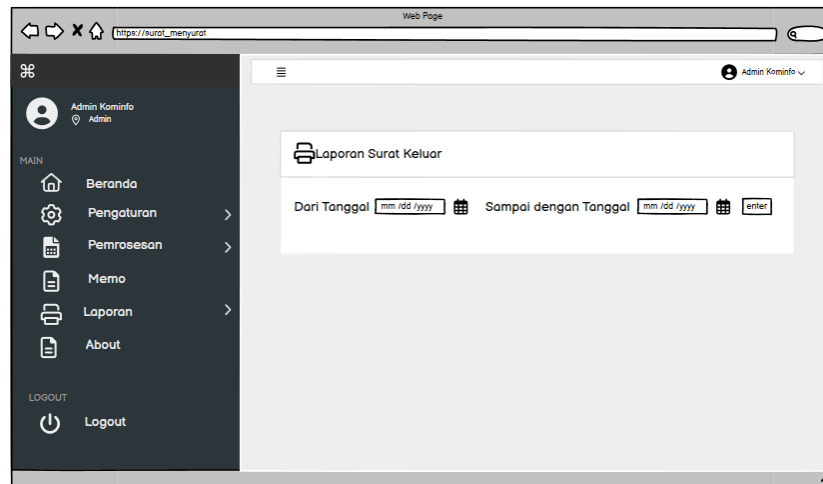 Web Page
https://surat_menyurat
Admin Kominfo
Admin Kominfo
Admin
MAIN
Beranda
Pengaturan
Pemrosesan
Memo
Laporan
About
LOGOUT
Logout
Laporan Surat Keluar
Dari Tanggal mm /dd /yyyy Sampai dengan Tanggal mm /dd /yyyy enter